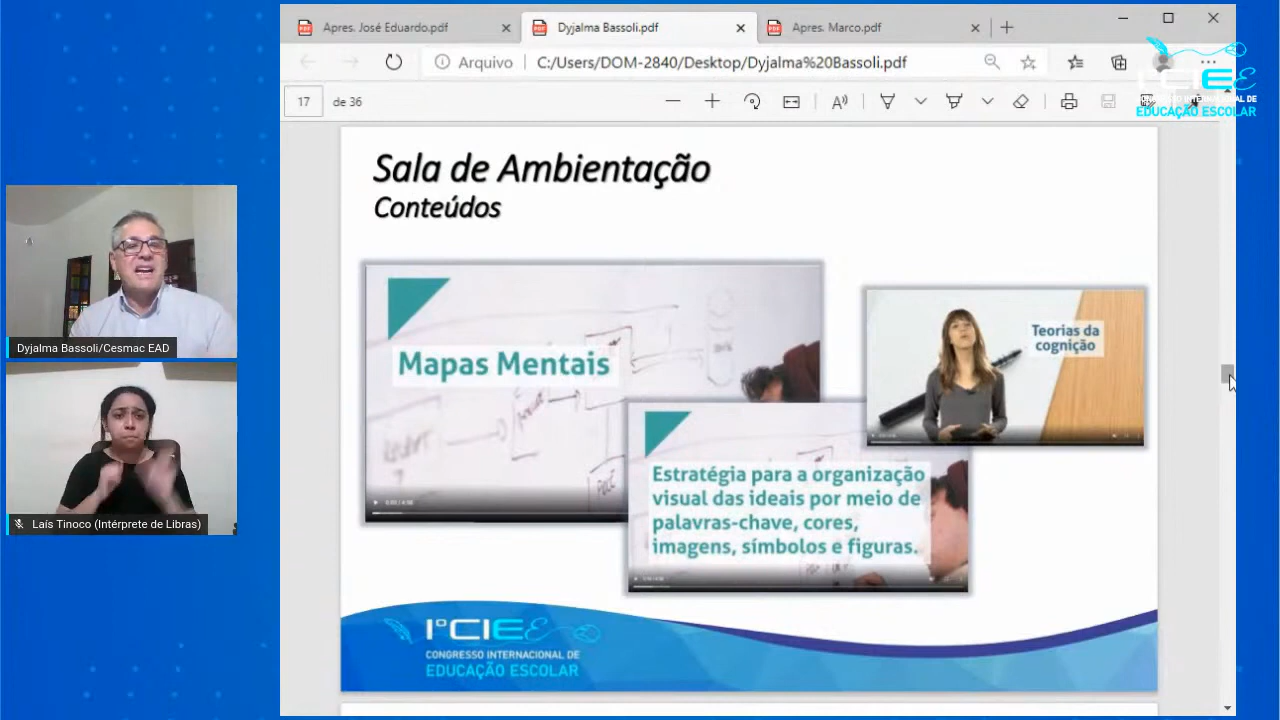 Apres. José Eduardo.pdf
Dyjalma Bassoli.pdf
Apres. Marco.pdf
Arquivo
C:/Users/DOM-2840/Desktop/Dyjalma%20Bassoli.pdf
17
de 36
EDUCAÇÃO ESCOLAR
Sala de Ambientação
Conteúdos
Mapas Mentais
Teorias da
cognição
Estratégia para a organização
visual das ideais por meio de
palavras-chave, cores,
imagens, símbolos e figuras.
Dyjalma Bassoli/Cesmac EAD
Laís Tinoco (Intérprete de Libras)
1º CIEE
CONGRESSO INTERNACIONAL DE
EDUCAÇÃO ESCOLAR